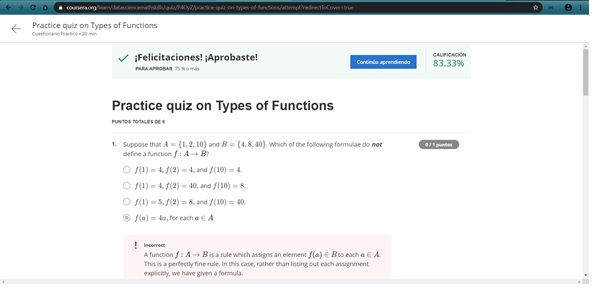 coursera.org/learn/datasciencemathskills/quiz/P4OyZ/practice-quiz-on-types-of-functions/attempt?redirectToCover=true
Practice quiz on Types of Functions
Cuestionario Práctico • 20 min
¡Felicitaciones! ¡Aprobaste!
PARA APROBAR 75 % o más
Continúa aprendiendo
CALIFICACIÓN
83.33%
Practice quiz on Types of Functions
PUNTOS TOTALES DE 6
1. Suppose that A = {1, 2, 10} and B = {4, 8, 40}. Which of the following formulae do not
define a function f : A → B?
0 / 1 puntos
f(1) = 4, f(2) = 4, and f(10) = 4.
f(1) = 4, f(2) = 40, and f(10) = 8.
f(1) = 5, f(2) = 8, and f(10) = 40.
f(a) = 4a, for each a ∈ A
! Incorrect
A function f : A → B is a rule which assigns an element f(a) ∈ B to each a ∈ A.
This is a perfectly fine rule. In this case, rather than listing out each assignment
explicitly, we have given a formula.